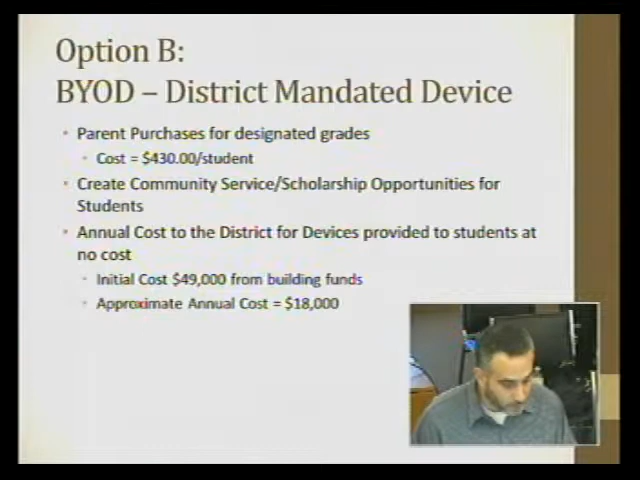 Option B:
BYOD – District Mandated Device
• Parent Purchases for designated grades
• Cost = $430.00/student
• Create Community Service/Scholarship Opportunities for
Students
• Annual Cost to the District for Devices provided to students at
no cost
• Initial Cost $49,000 from building funds
• Approximate Annual Cost = $18,000